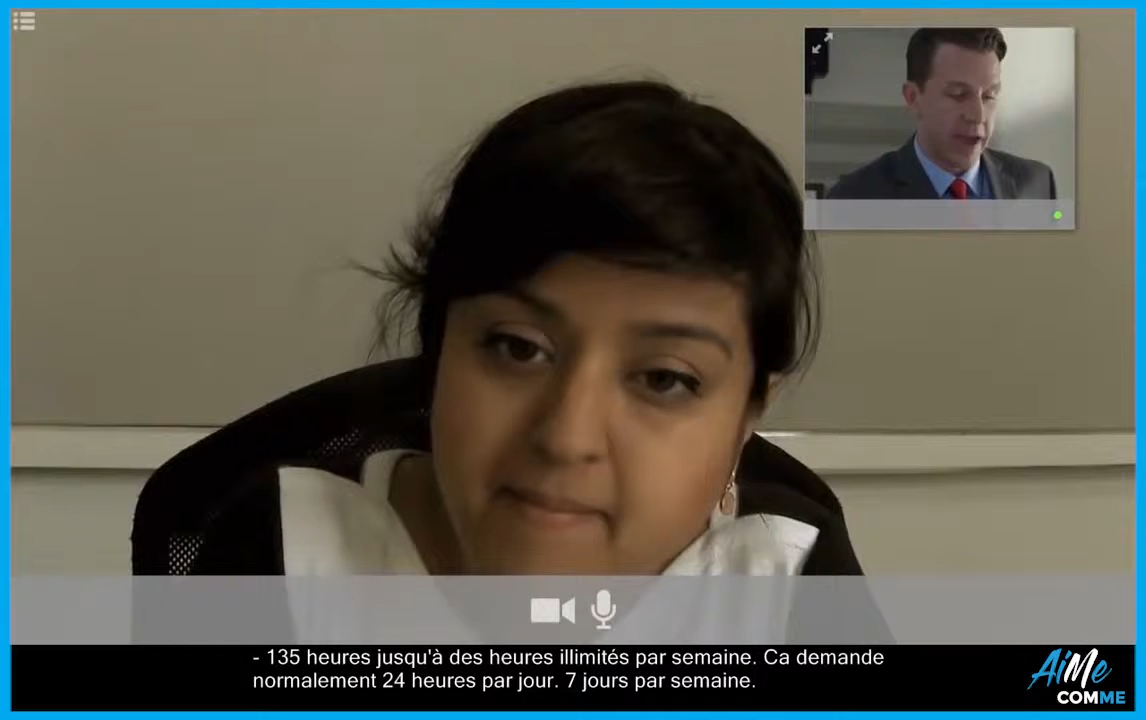 - 135 heures jusqu'à des heures illimités par semaine. Ca demande
normalement 24 heures par jour. 7 jours par semaine.
AiMe
COMME